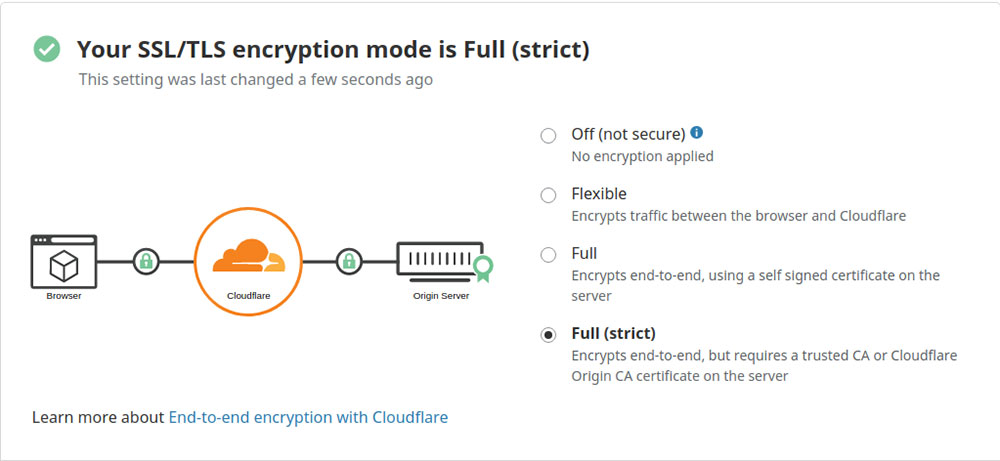 Your SSL/TLS encryption mode is Full (strict)
This setting was last changed a few seconds ago
Off (not secure)
No encryption applied
Flexible
Encrypts traffic between the browser and Cloudflare
Full
Encrypts end-to-end, using a self signed certificate on the
server
Full (strict)
Encrypts end-to-end, but requires a trusted CA or Cloudflare
Origin CA certificate on the server
Browser
Cloudflare
Origin Server
Learn more about End-to-end encryption with Cloudflare